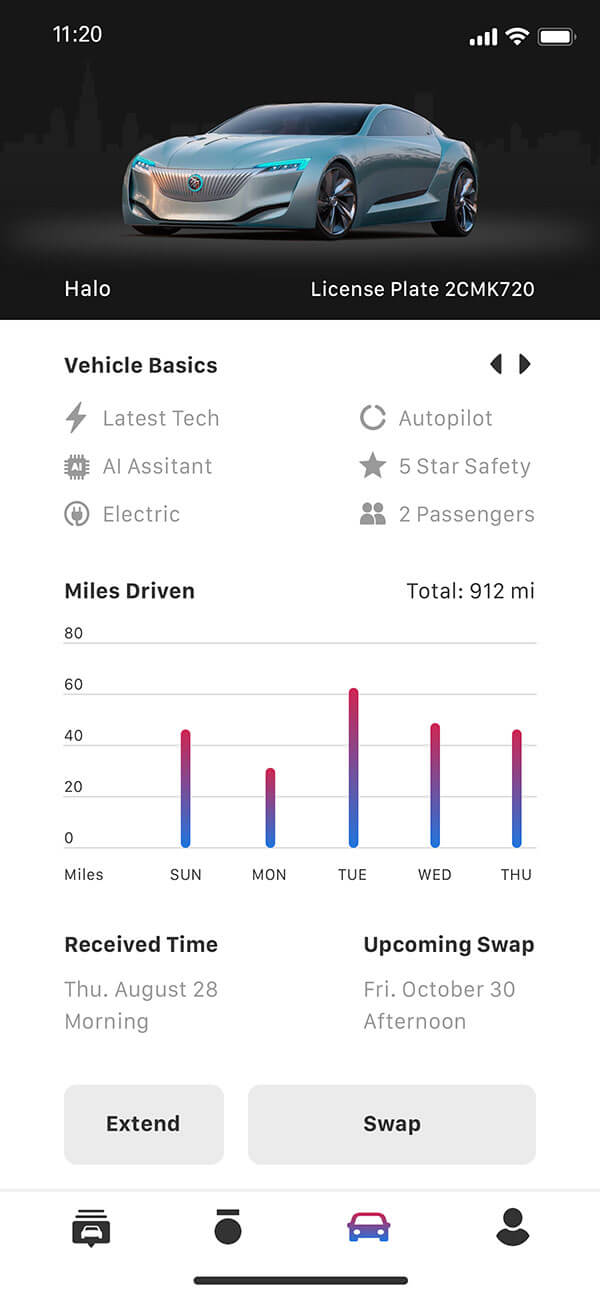 11:20
Halo
License Plate 2CMK720
Vehicle Basics
Latest Tech
Autopilot
AI
AI Assitant
5 Star Safety
Electric
2 Passengers
Miles Driven
Total: 912 mi
80
60
40
20
0
Miles
SUN
MON
TUE
WED
THU
Received Time
Upcoming Swap
Thu. August 28
Fri. October 30
Morning
Afternoon
Extend
Swap